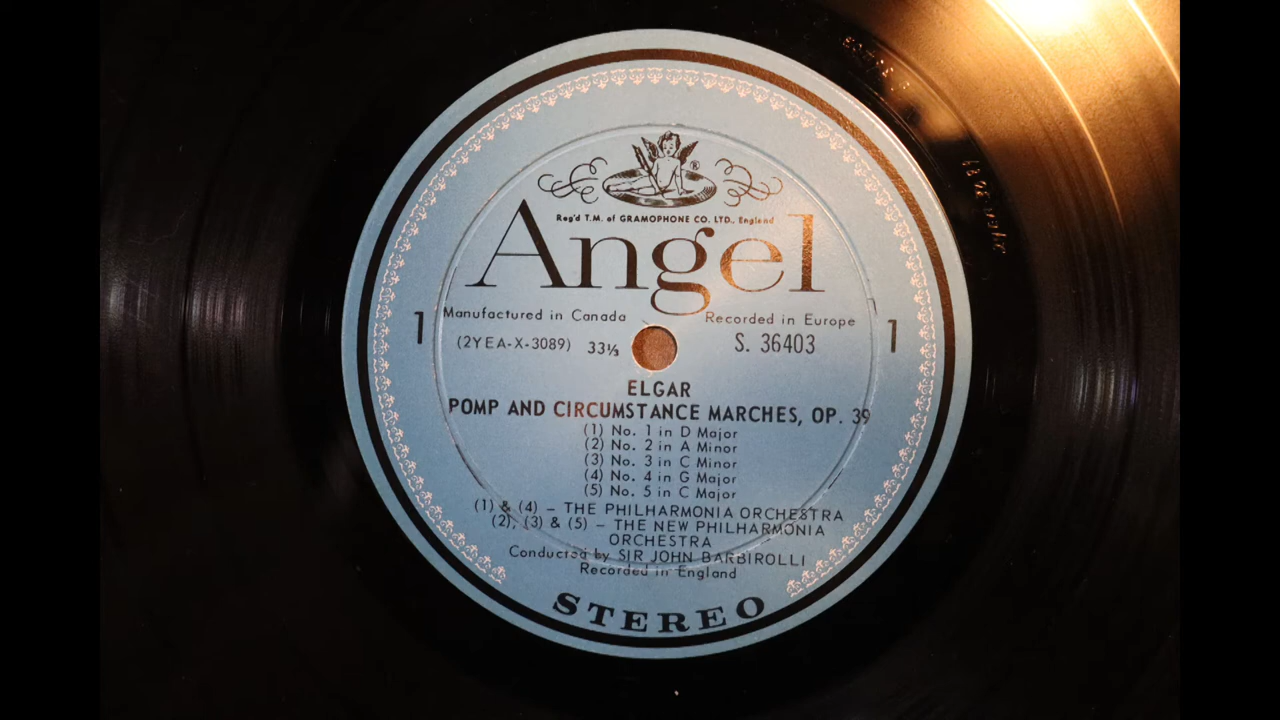 ®
Reg'd T.M. of GRAMOPHONE CO. LTD., England
Angel
Manufactured in Canada Recorded in Europe
1 (2YEA-X-3089) 33⅓ S. 36403 1
ELGAR
POMP AND CIRCUMSTANCE MARCHES, OP. 39
(1) No. 1 in D Major
(2) No. 2 in A Minor
(3) No. 3 in C Minor
(4) No. 4 in G Major
(5) No. 5 in C Major
(1) & (4) – THE PHILHARMONIA ORCHESTRA
(2), (3) & (5) – THE NEW PHILHARMONIA
ORCHESTRA
Conducted by SIR JOHN BARBIROLLI
Recorded in England
STEREO